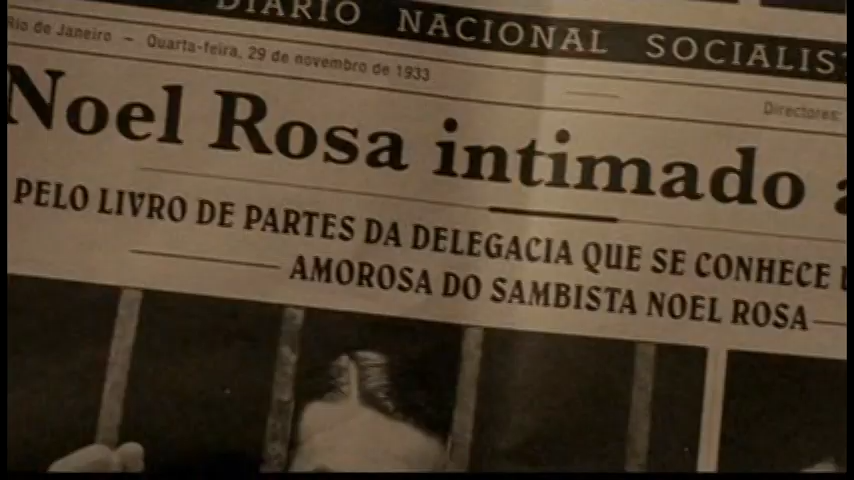 DIÁRIO NACIONAL SOCIALIST
Rio de Janeiro — Quarta-feira, 29 de novembro de 1933
Directores:
Noel Rosa intimado a
PELO LIVRO DE PARTES DA DELEGACIA QUE SE CONHECE
AMOROSA DO SAMBISTA NOEL ROSA